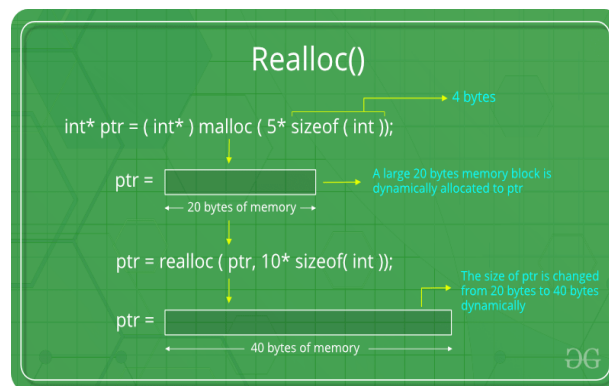 Realloc()
4 bytes
int* ptr = ( int* ) malloc ( 5* sizeof ( int ));
ptr =
A large 20 bytes memory block is
dynamically allocated to ptr
20 bytes of memory
ptr = realloc ( ptr, 10* sizeof( int ));
The size of ptr is changed
from 20 bytes to 40 bytes
dynamically
ptr =
40 bytes of memory